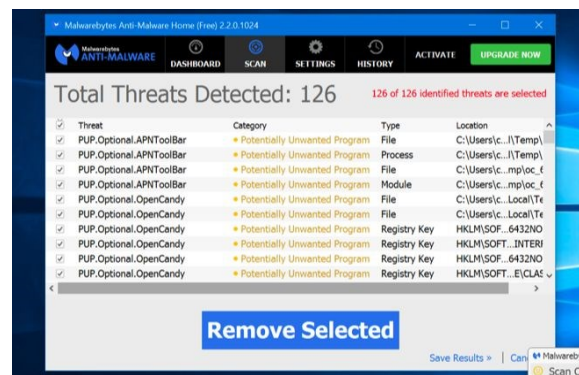 Malwarebytes Anti-Malware Home (Free) 2.2.0.1024
Malwarebytes
ANTI-MALWARE
DASHBOARD
SCAN
SETTINGS
HISTORY
ACTIVATE
UPGRADE NOW
Total Threats Detected: 126
126 of 126 identified threats are selected
Threat Category Type Location
PUP.Optional.APNToolBar Potentially Unwanted Program File C:\Users\c...l\Temp\
PUP.Optional.APNToolBar Potentially Unwanted Program Process C:\Users\c...mp\
PUP.Optional.APNToolBar Potentially Unwanted Program File C:\Users\c...mp\oc_6
PUP.Optional.APNToolBar Potentially Unwanted Program Module C:\Users\c...mp\oc_6
PUP.Optional.OpenCandy Potentially Unwanted Program File C:\Users\c...Local\Te
PUP.Optional.OpenCandy Potentially Unwanted Program File C:\Users\c...Local\Te
PUP.Optional.OpenCandy Potentially Unwanted Program Registry Key HKLM\SOF...6432NO
PUP.Optional.OpenCandy Potentially Unwanted Program Registry Key HKLM\SOFT...INTERI
PUP.Optional.OpenCandy Potentially Unwanted Program Registry Key HKLM\SOF...6432NO
PUP.Optional.OpenCandy Potentially Unwanted Program Registry Key HKLM\SOFT...E\CLAS
Remove Selected
Save Results »
Can
Malwareb
Scan C